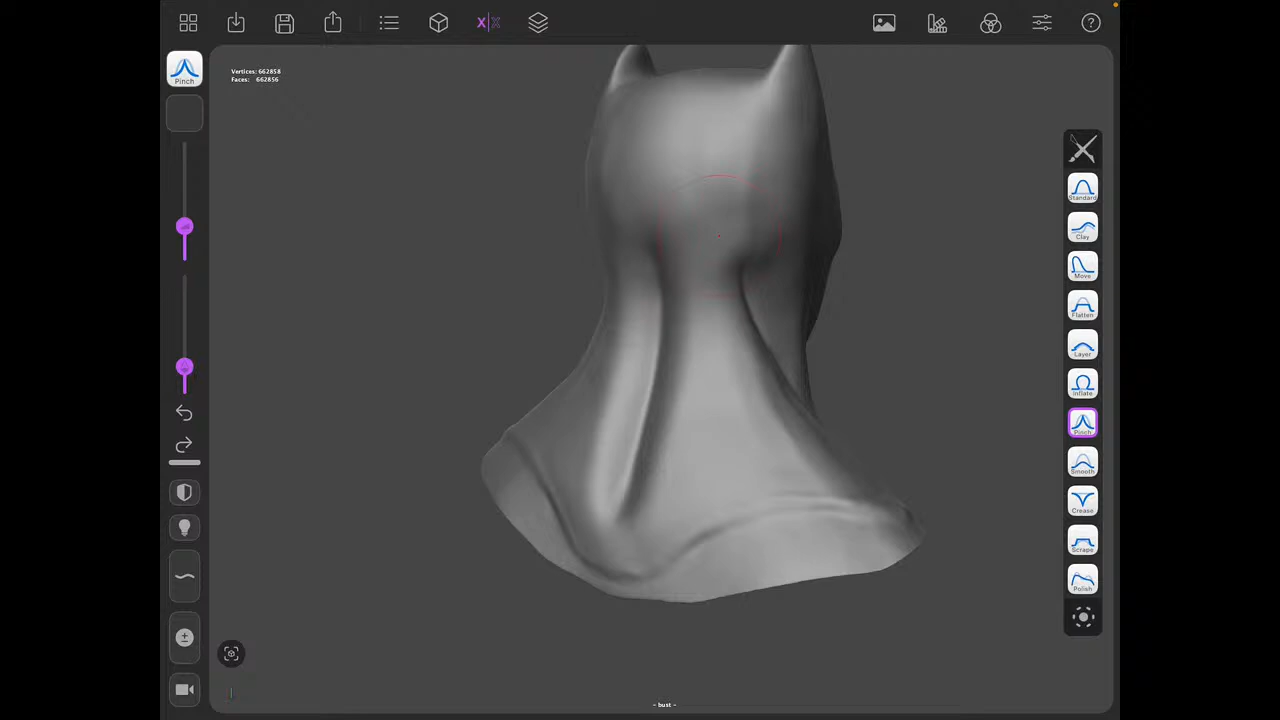 X X
?
Vertices: 662858
Faces: 662856
Pinch
Standard
Clay
Move
Flatten
Layer
Inflate
Pinch
Smooth
Crease
Scrape
Polish
- bust -